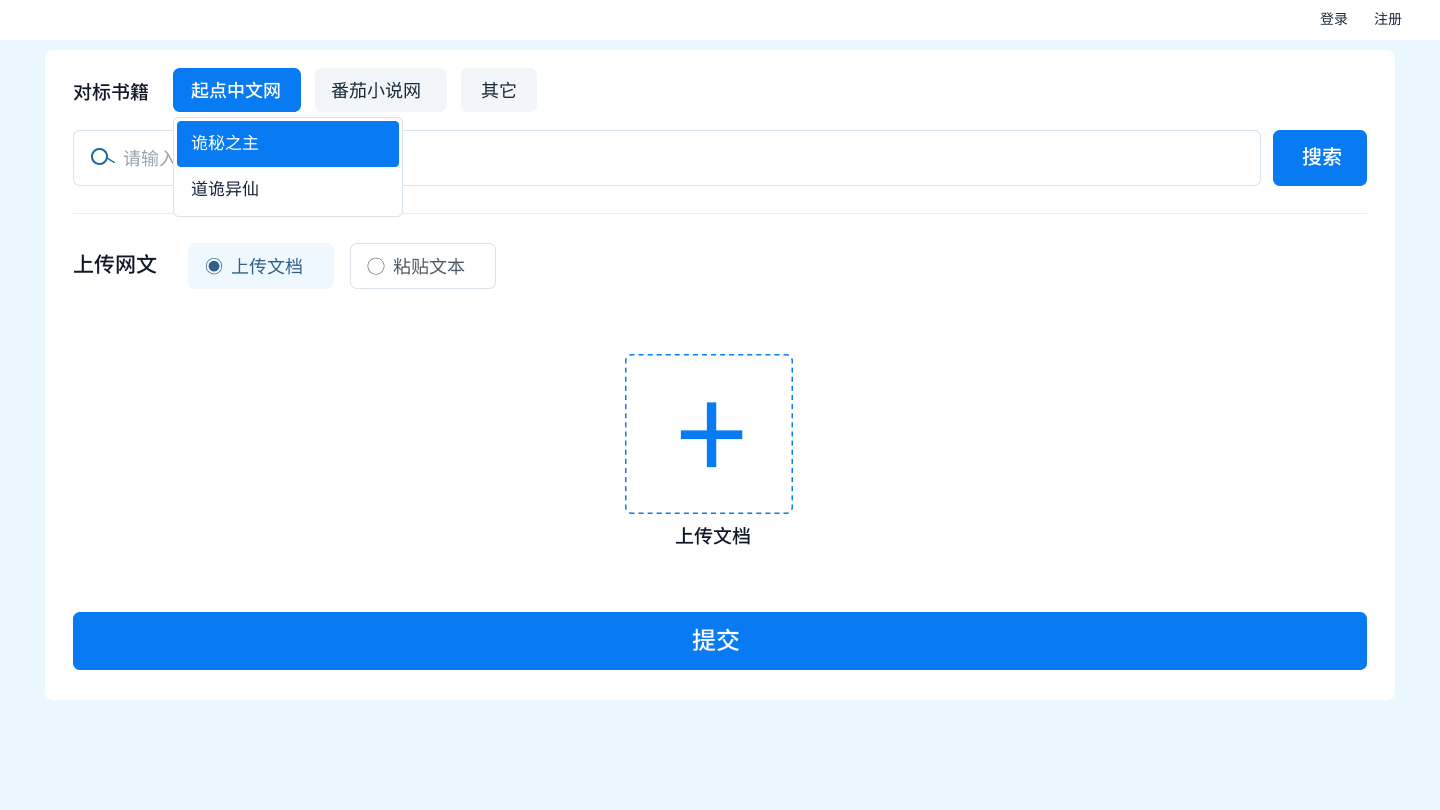 登录 注册
对标书籍 起点中文网 番茄小说网 其它
诡秘之主
请输入 搜索
道诡异仙
上传网文 上传文档 粘贴文本
上传文档
提交